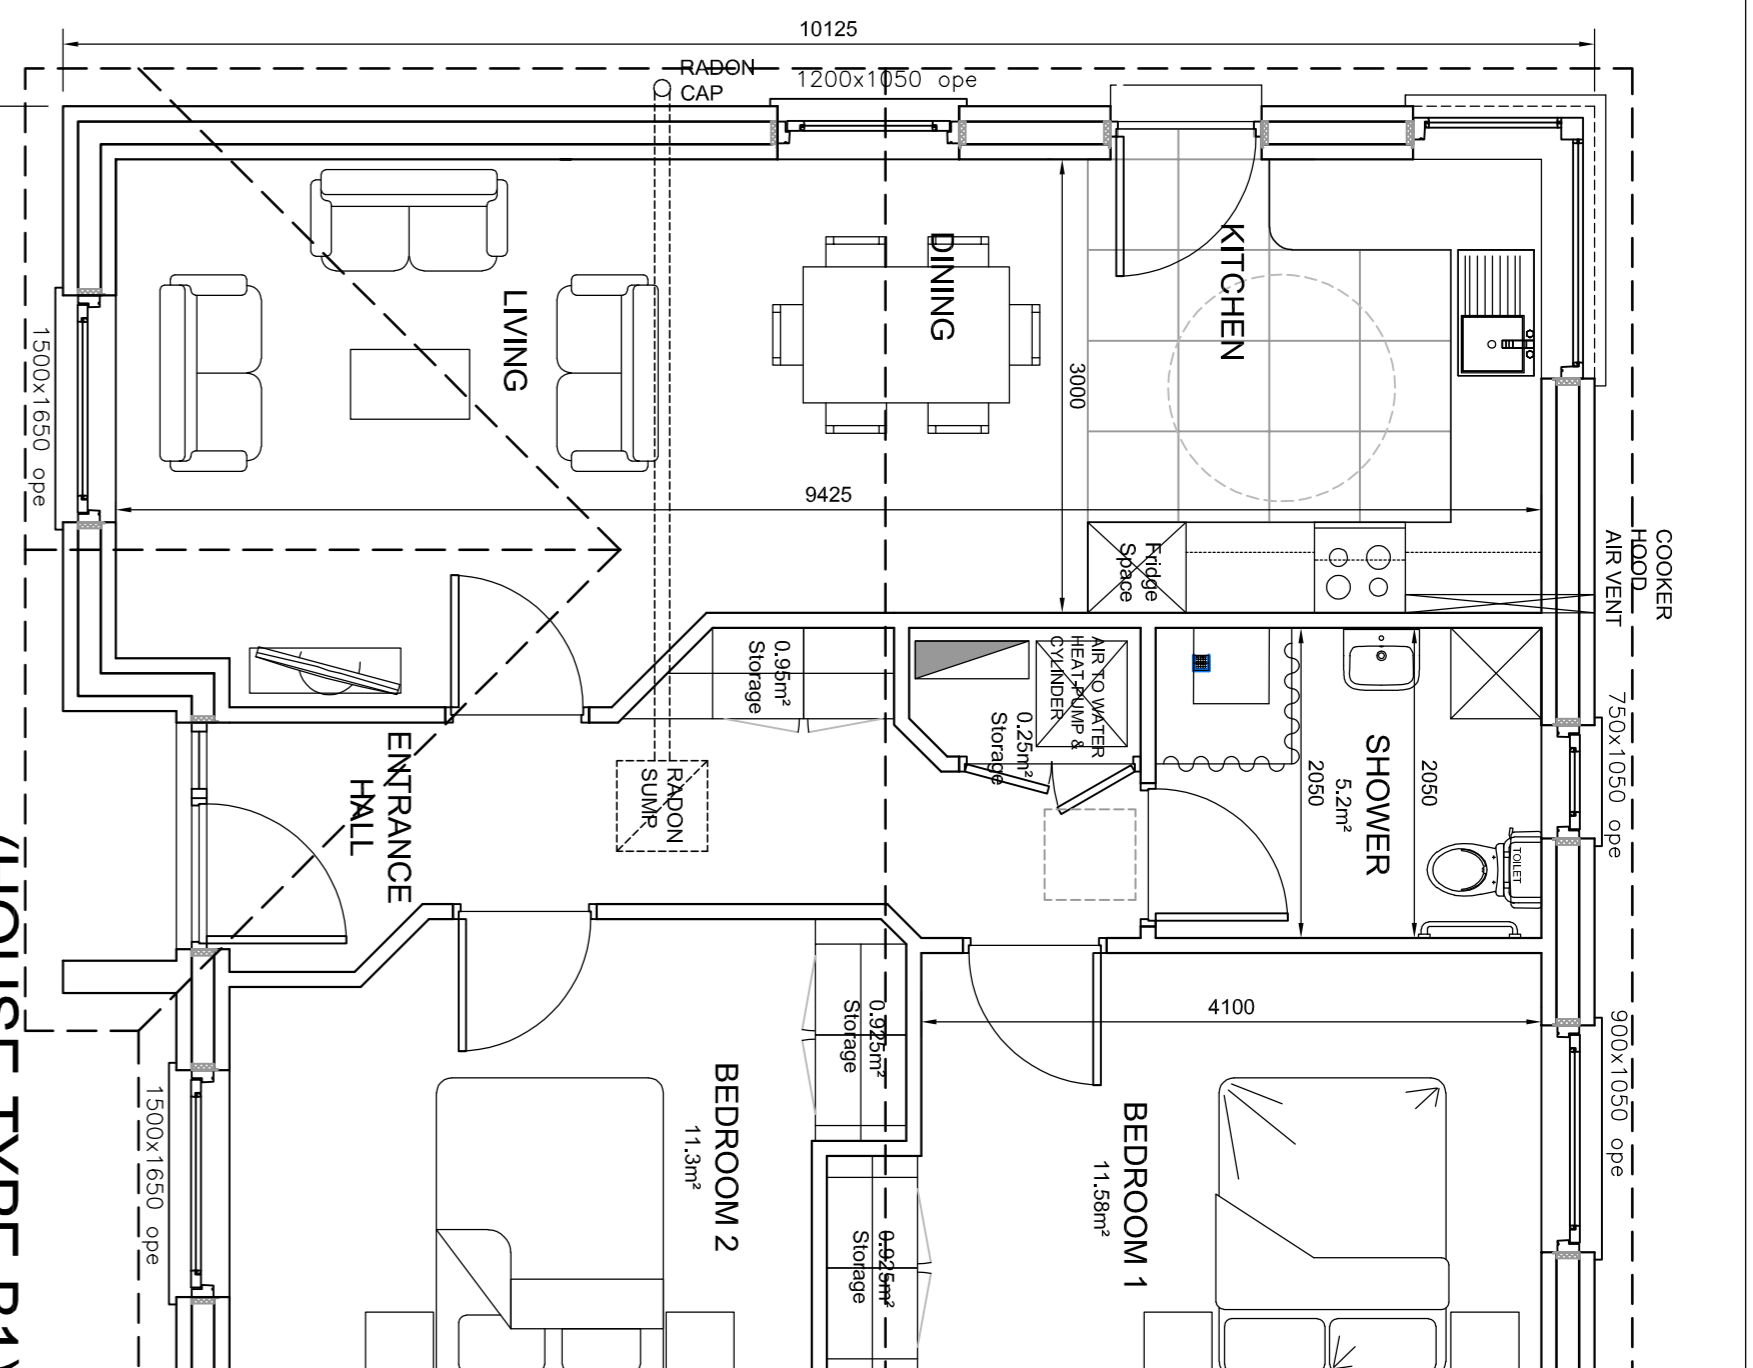 10125
RADON
CAP
1200x1050 ope
1500x1650 ope
LIVING
DINING
KITCHEN
3000
9425
Fridge
Space
COOKER
HOOD
AIR VENT
0.95m²
Storage
AIR TO WATER
HEAT PUMP &
CYLINDER
0.25m²
Storage
SHOWER
5.2m²
2050
2050
750x1050 ope
TOILET
ENTRANCE
HALL
RADON
SUMP
4100
900x1050 ope
0.925m²
Storage
BEDROOM 2
11.3m²
BEDROOM 1
11.58m²
1500x1650 ope
0.925m²
Storage
HOUSE TYPE